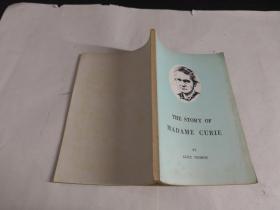 THE STORY OF
MADAME CURIE
BY
ALICE THORNE